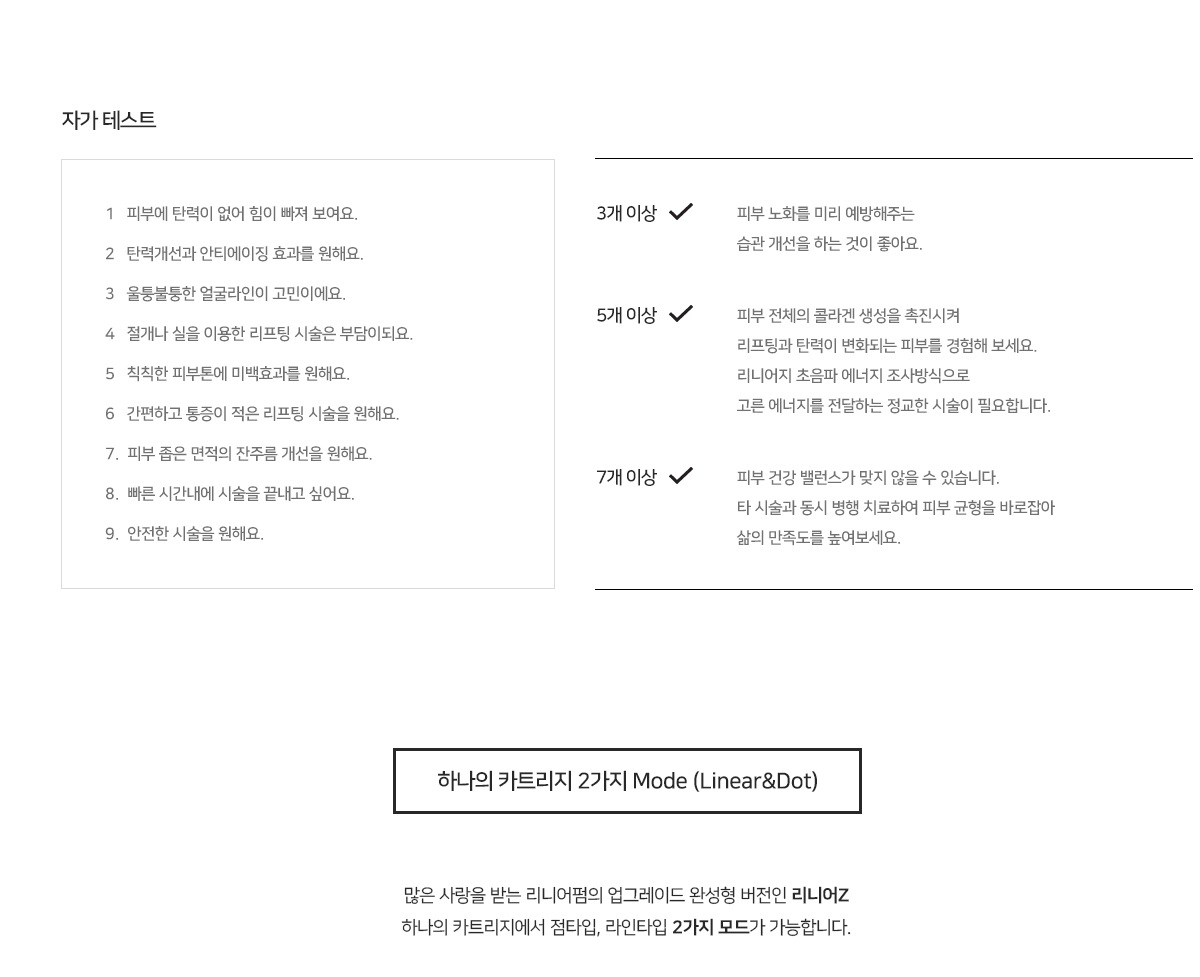 자가 테스트
1 피부에 탄력이 없어 힘이 빠져 보여요.
2 탄력개선과 안티에이징 효과를 원해요.
3 울퉁불퉁한 얼굴라인이 고민이에요.
4 절개나 실을 이용한 리프팅 시술은 부담이되요.
5 칙칙한 피부톤에 미백효과를 원해요.
6 간편하고 통증이 적은 리프팅 시술을 원해요.
7. 피부 좁은 면적의 잔주름 개선을 원해요.
8. 빠른 시간내에 시술을 끝내고 싶어요.
9. 안전한 시술을 원해요.
3개 이상 ✓ 피부 노화를 미리 예방해주는
습관 개선을 하는 것이 좋아요.
5개 이상 ✓ 피부 전체의 콜라겐 생성을 촉진시켜
리프팅과 탄력이 변화되는 피부를 경험해 보세요.
리니어지 초음파 에너지 조사방식으로
고른 에너지를 전달하는 정교한 시술이 필요합니다.
7개 이상 ✓ 피부 건강 밸런스가 맞지 않을 수 있습니다.
타 시술과 동시 병행 치료하여 피부 균형을 바로잡아
삶의 만족도를 높여보세요.
하나의 카트리지 2가지 Mode (Linear&Dot)
많은 사랑을 받는 리니어펌의 업그레이드 완성형 버전인 리니어Z
하나의 카트리지에서 점타입, 라인타입 2가지 모드가 가능합니다.